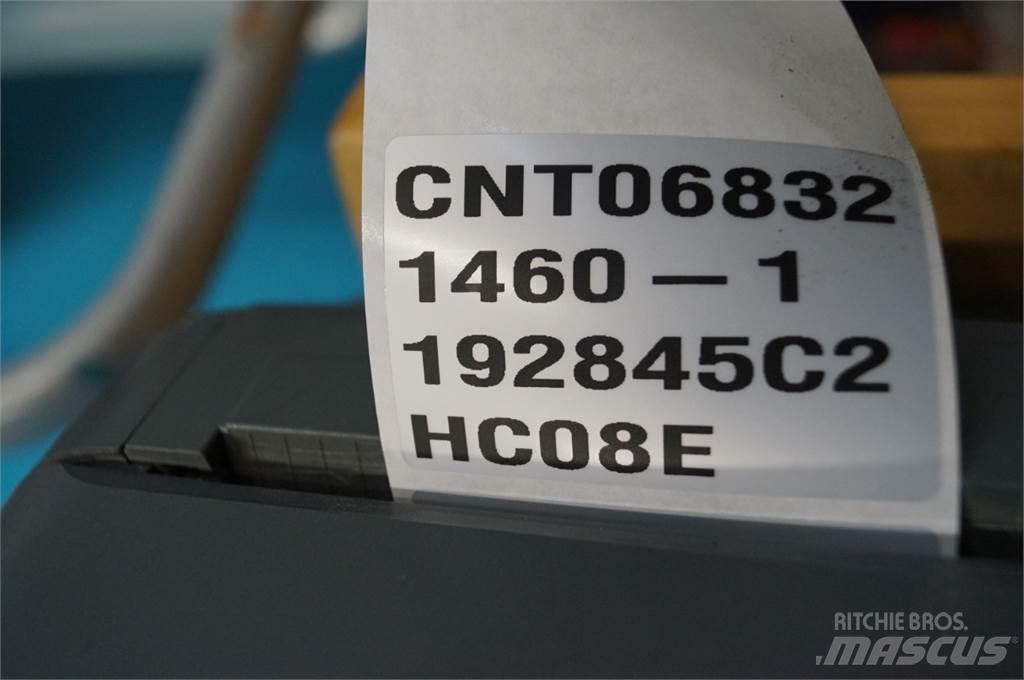 CNT06832
1460 — 1
192845C2
HC08E
RITCHIE BROS.
MASCUS